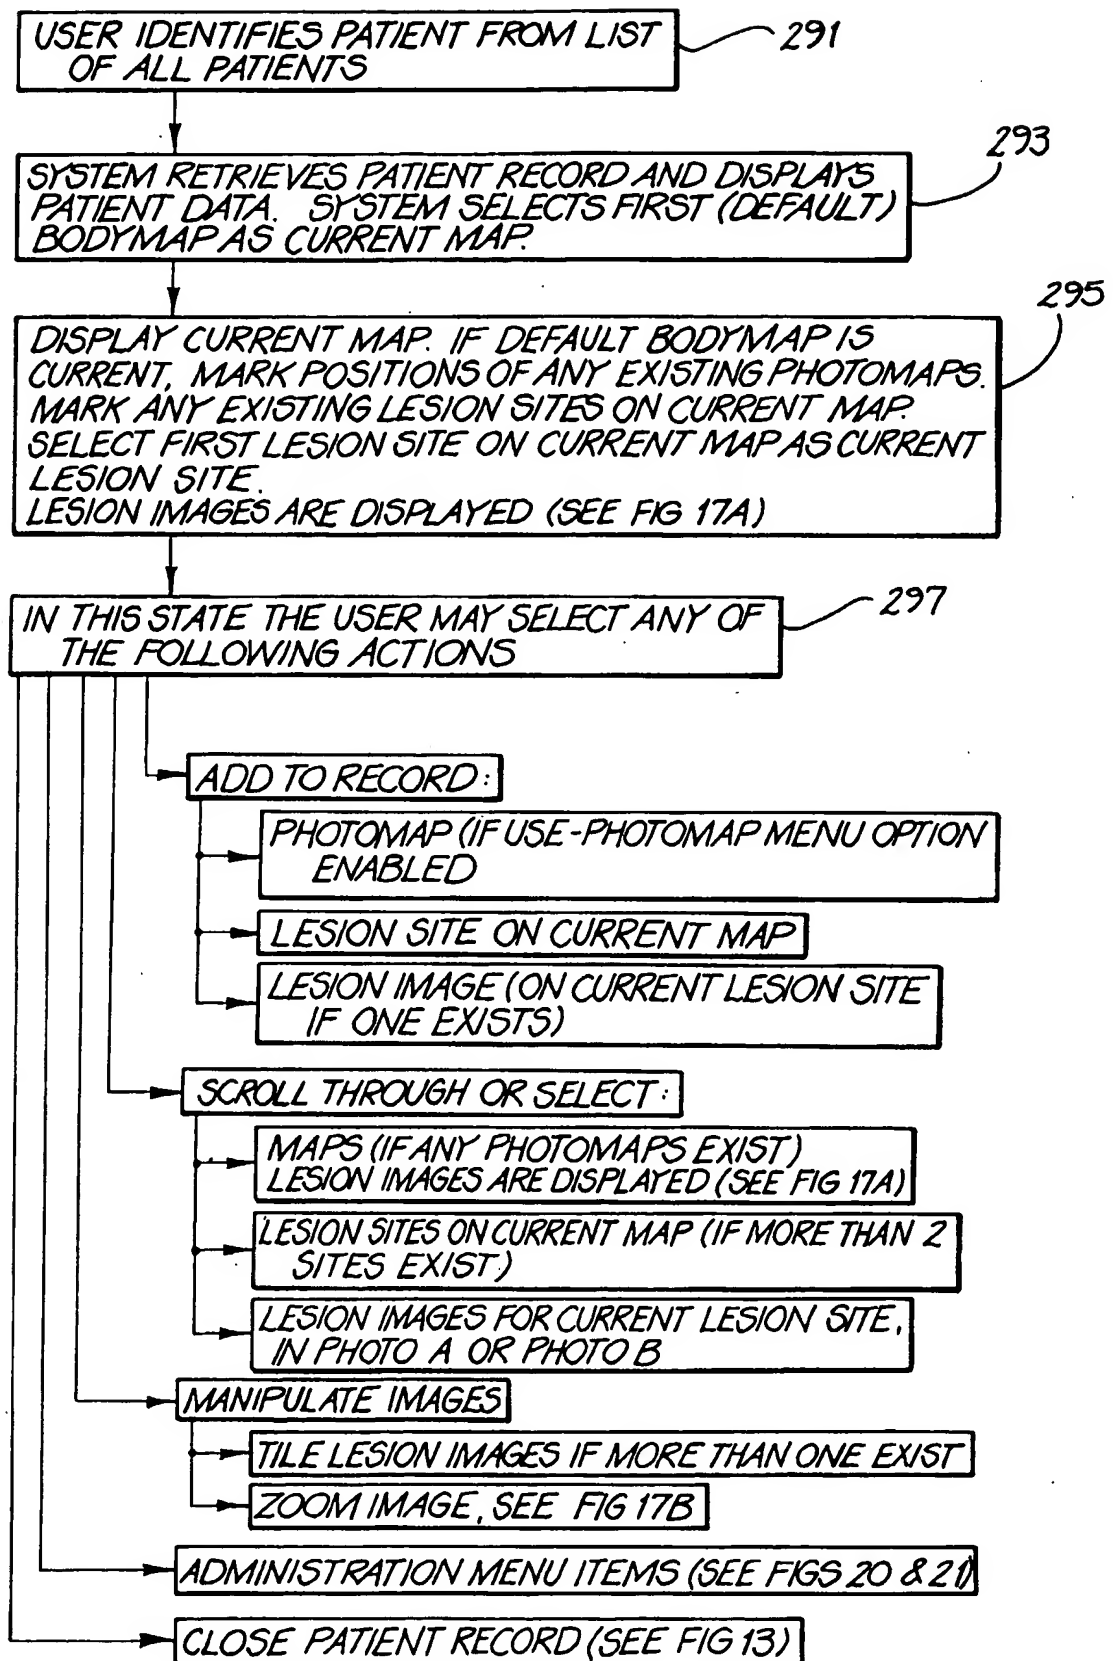 USER IDENTIFIES PATIENT FROM LIST
OF ALL PATIENTS
291
SYSTEM RETRIEVES PATIENT RECORD AND DISPLAYS
PATIENT DATA. SYSTEM SELECTS FIRST (DEFAULT)
BODYMAP AS CURRENT MAP.
293
DISPLAY CURRENT MAP. IF DEFAULT BODYMAP IS
CURRENT, MARK POSITIONS OF ANY EXISTING PHOTOMAPS.
MARK ANY EXISTING LESION SITES ON CURRENT MAP.
SELECT FIRST LESION SITE ON CURRENT MAP AS CURRENT
LESION SITE.
LESION IMAGES ARE DISPLAYED (SEE FIG 17A)
295
IN THIS STATE THE USER MAY SELECT ANY OF
THE FOLLOWING ACTIONS
297
ADD TO RECORD:
PHOTOMAP (IF USE-PHOTOMAP MENU OPTION
ENABLED
LESION SITE ON CURRENT MAP
LESION IMAGE (ON CURRENT LESION SITE
IF ONE EXISTS)
SCROLL THROUGH OR SELECT:
MAPS (IF ANY PHOTOMAPS EXIST)
LESION IMAGES ARE DISPLAYED (SEE FIG 17A)
LESION SITES ON CURRENT MAP (IF MORE THAN 2
SITES EXIST)
LESION IMAGES FOR CURRENT LESION SITE,
IN PHOTO A OR PHOTO B
MANIPULATE IMAGES
TILE LESION IMAGES IF MORE THAN ONE EXIST
ZOOM IMAGE, SEE FIG 17B
ADMINISTRATION MENU ITEMS (SEE FIGS 20 & 21)
CLOSE PATIENT RECORD (SEE FIG 13)